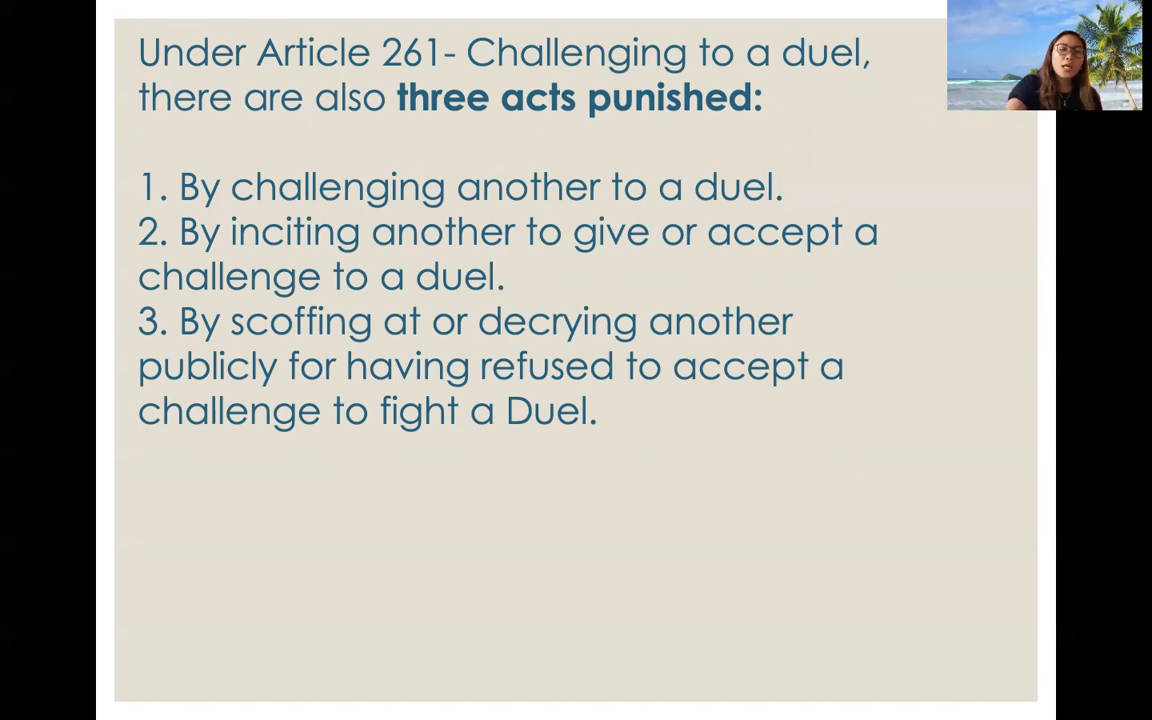 Under Article 261- Challenging to a duel,
there are also three acts punished:
1. By challenging another to a duel.
2. By inciting another to give or accept a
challenge to a duel.
3. By scoffing at or decrying another
publicly for having refused to accept a
challenge to fight a Duel.